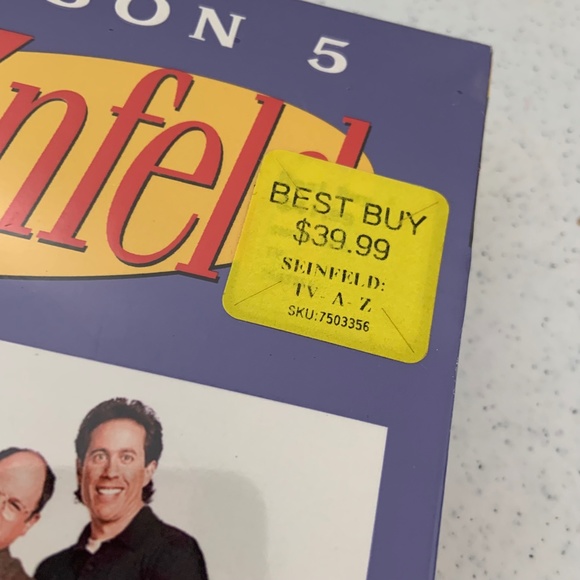 SON 5
nfeld
BEST BUY
$39.99
SEINFELD:
TV- A- Z
SKU:7503356